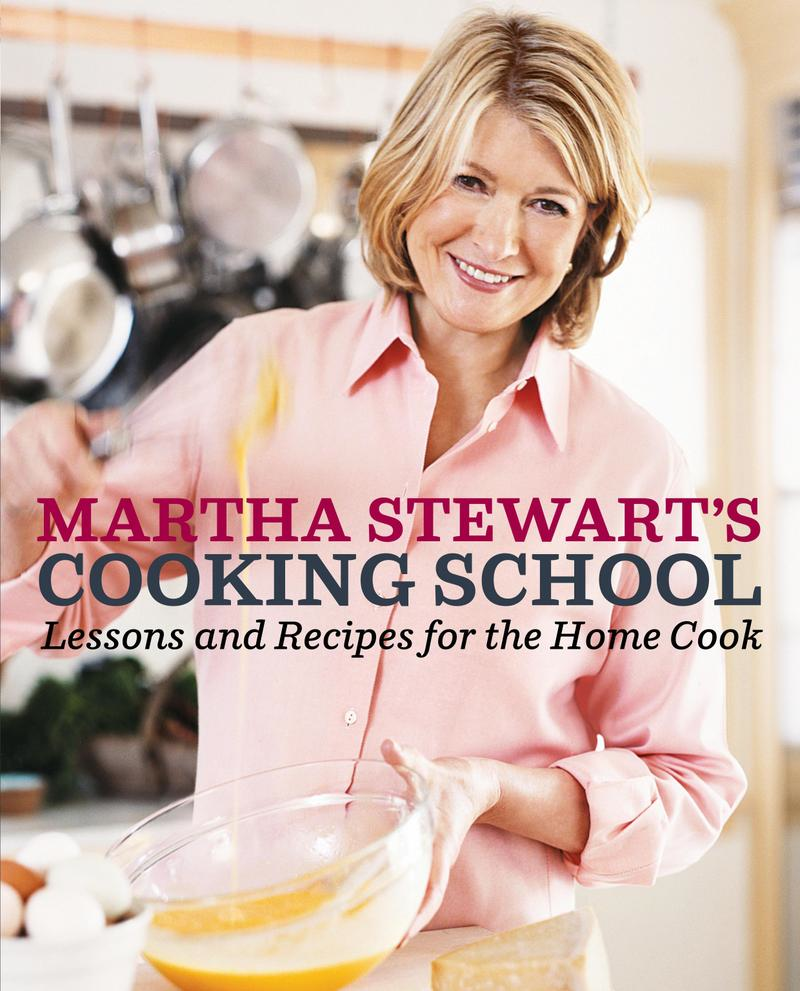 MARTHA STEWART’S
COOKING SCHOOL
Lessons and Recipes for the Home Cook